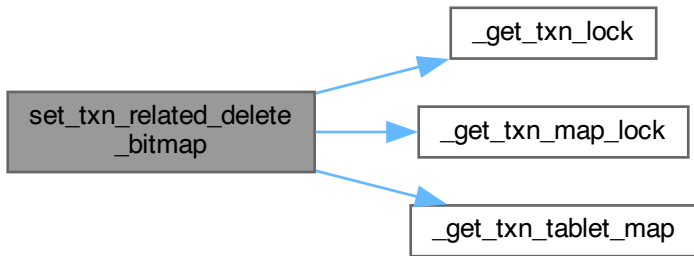 set_txn_related_delete
_bitmap
_get_txn_lock
_get_txn_map_lock
_get_txn_tablet_map